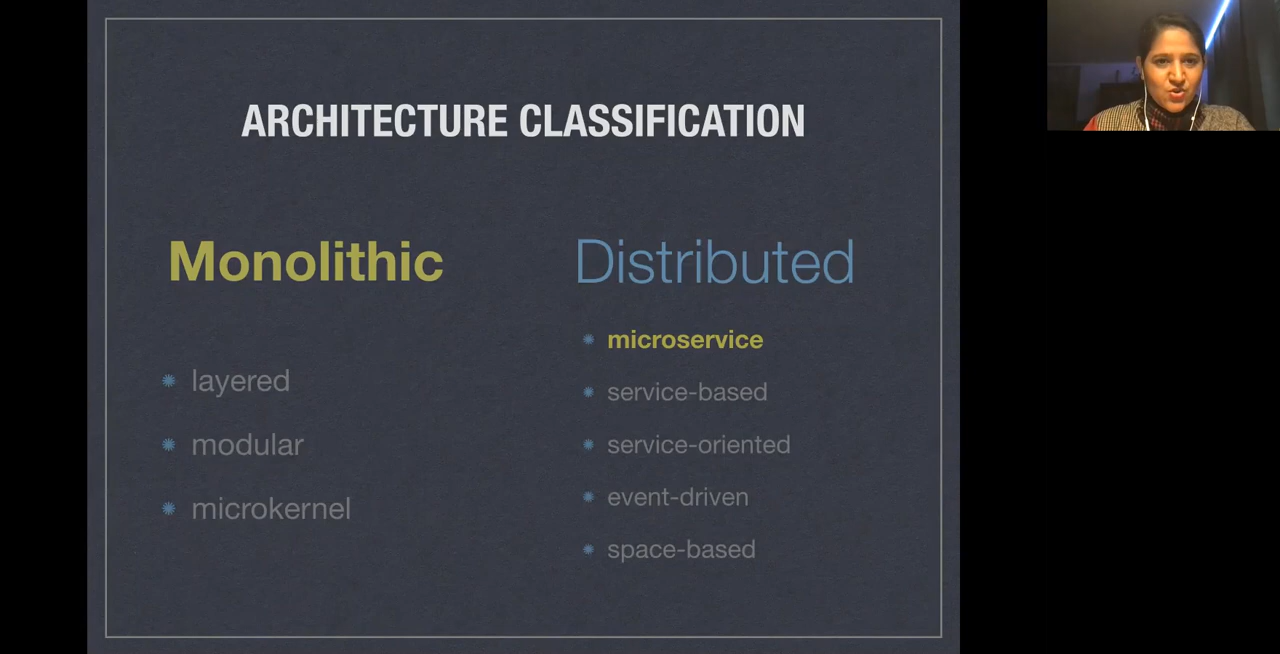 ARCHITECTURE CLASSIFICATION
Monolithic
layered
modular
microkernel
Distributed
microservice
service-based
service-oriented
event-driven
space-based